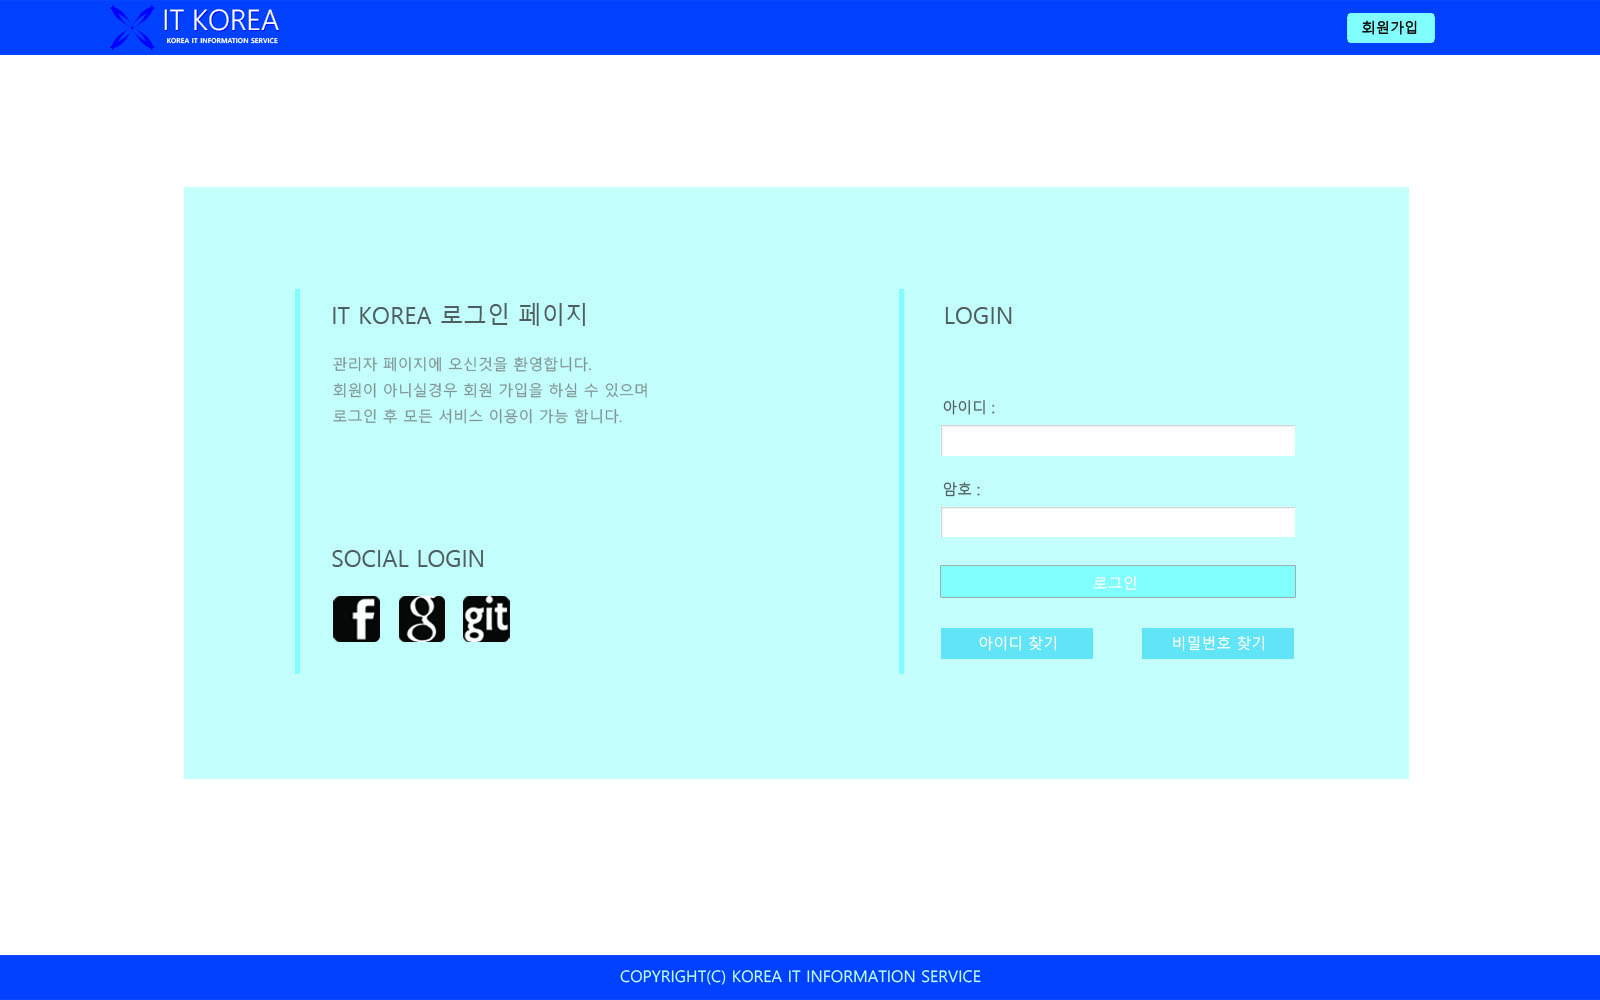 IT KOREA
KOREA IT INFORMATION SERVICE
회원가입
IT KOREA 로그인 페이지
관리자 페이지에 오신것을 환영합니다.
회원이 아니실경우 회원 가입을 하실 수 있으며
로그인 후 모든 서비스 이용이 가능 합니다.
SOCIAL LOGIN
f g git
LOGIN
아이디 :
암호 :
로그인
아이디 찾기 비밀번호 찾기
COPYRIGHT(C) KOREA IT INFORMATION SERVICE